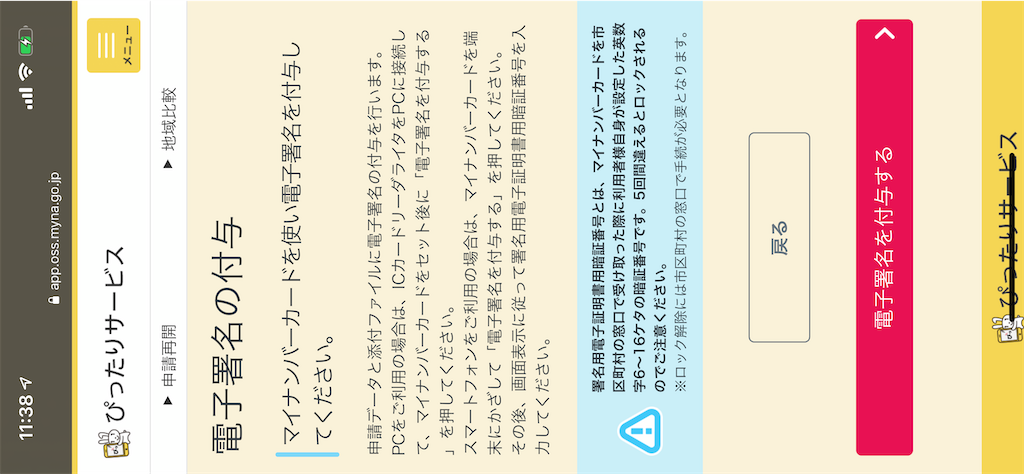 11:38
app.oss.myna.go.jp
ぴったりサービス
メニュー
▶ 申請再開
▶ 地域比較
電子署名の付与
マイナンバーカードを使い電子署名を付与し
てください。
申請データと添付ファイルに電子署名の付与を行います。
PCをご利用の場合は、ICカードリーダライタをPCに接続し
て、マイナンバーカードをセット後に「電子署名を付与する
」を押してください。
スマートフォンをご利用の場合は、マイナンバーカードを端
末にかざして「電子署名を付与する」を押してください。
その後、画面表示に従って署名用電子証明書用暗証番号を入
力してください。
署名用電子証明書用暗証番号とは、マイナンバーカードを市
区町村の窓口で受け取った際に利用者様自身が設定した英数
字6〜16ケタの暗証番号です。5回間違えるとロックされる
のでご注意ください。
※ロック解除には市区町村の窓口で手続が必要となります。
戻る
電子署名を付与する
ぴったりサービス